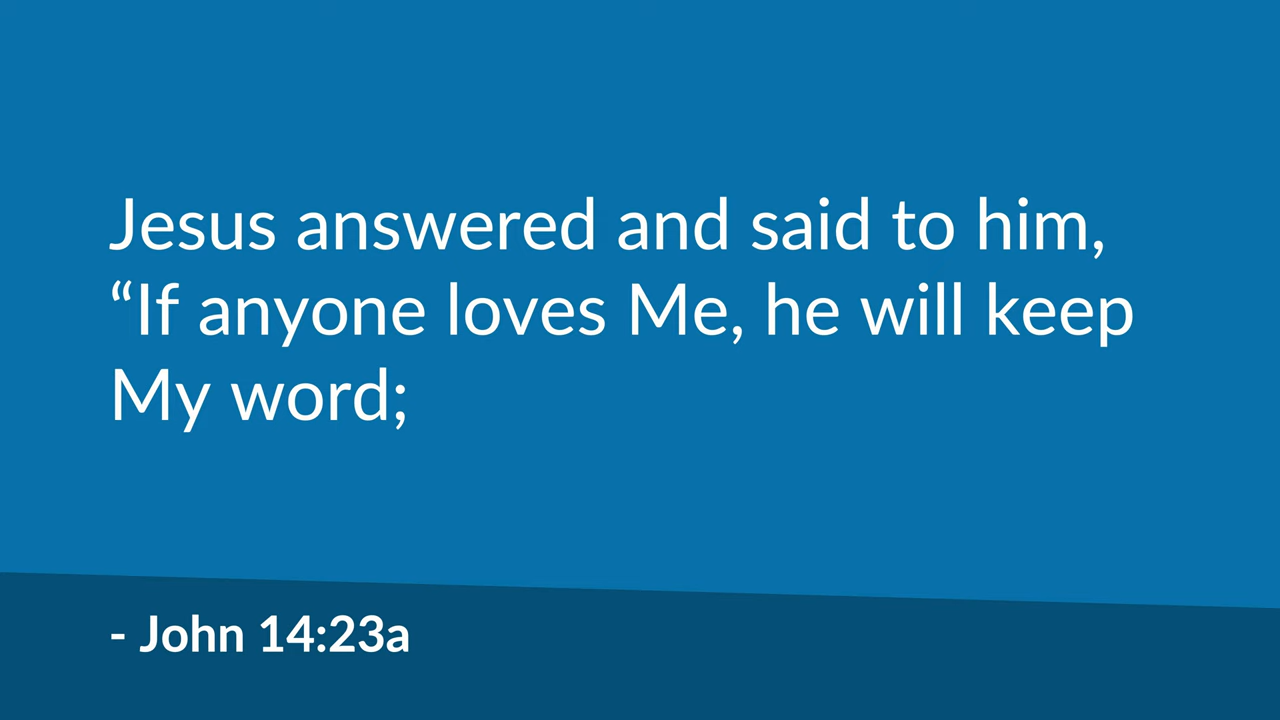 Jesus answered and said to him,
“If anyone loves Me, he will keep
My word;
- John 14:23a